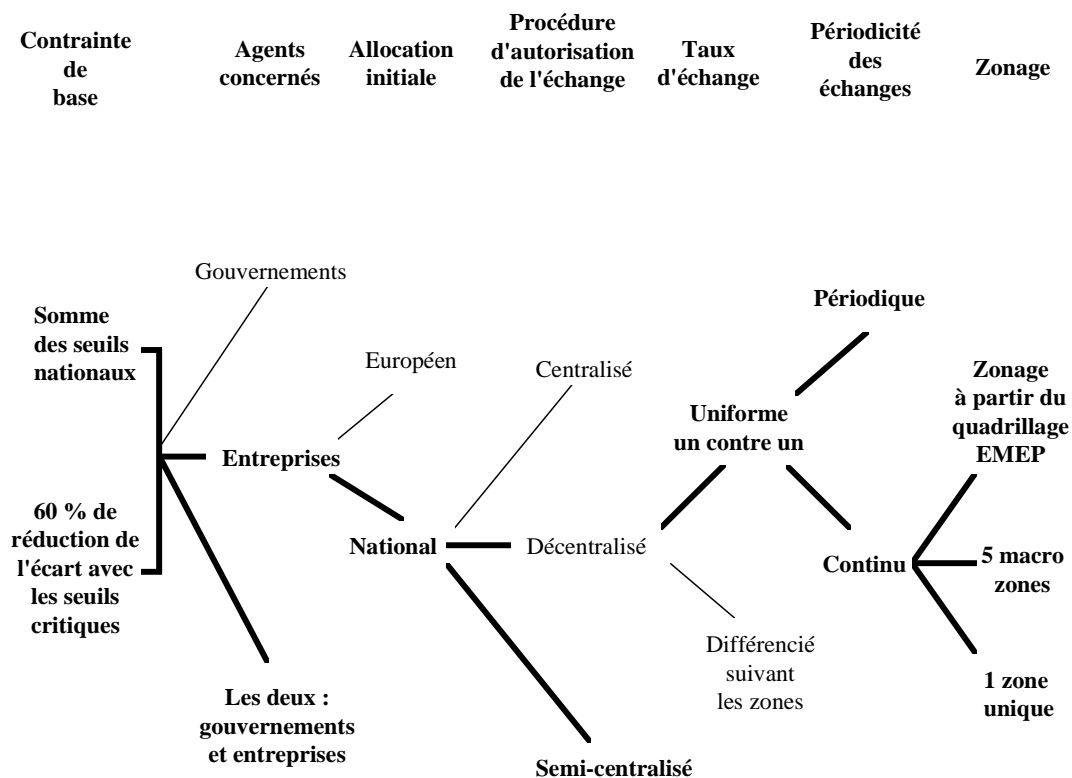 Contrainte
de
base
Agents
concernés
Allocation
initiale
Procédure
d'autorisation
de l'échange
Taux
d'échange
Périodicité
des
échanges
Zonage
Gouvernements
Somme
des seuils
nationaux
Européen
Centralisé
Périodique
Uniforme
un contre un
Zonage
à partir du
quadrillage
EMEP
Entreprises
60 % de
réduction de
l'écart avec
les seuils
critiques
National
Décentralisé
Continu
5 macro
zones
Différencié
suivant
les zones
1 zone
unique
Les deux :
gouvernements
et entreprises
Semi-centralisé